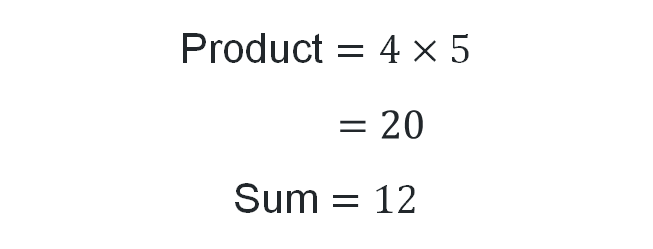 Product = 4 × 5
= 20
Sum = 12